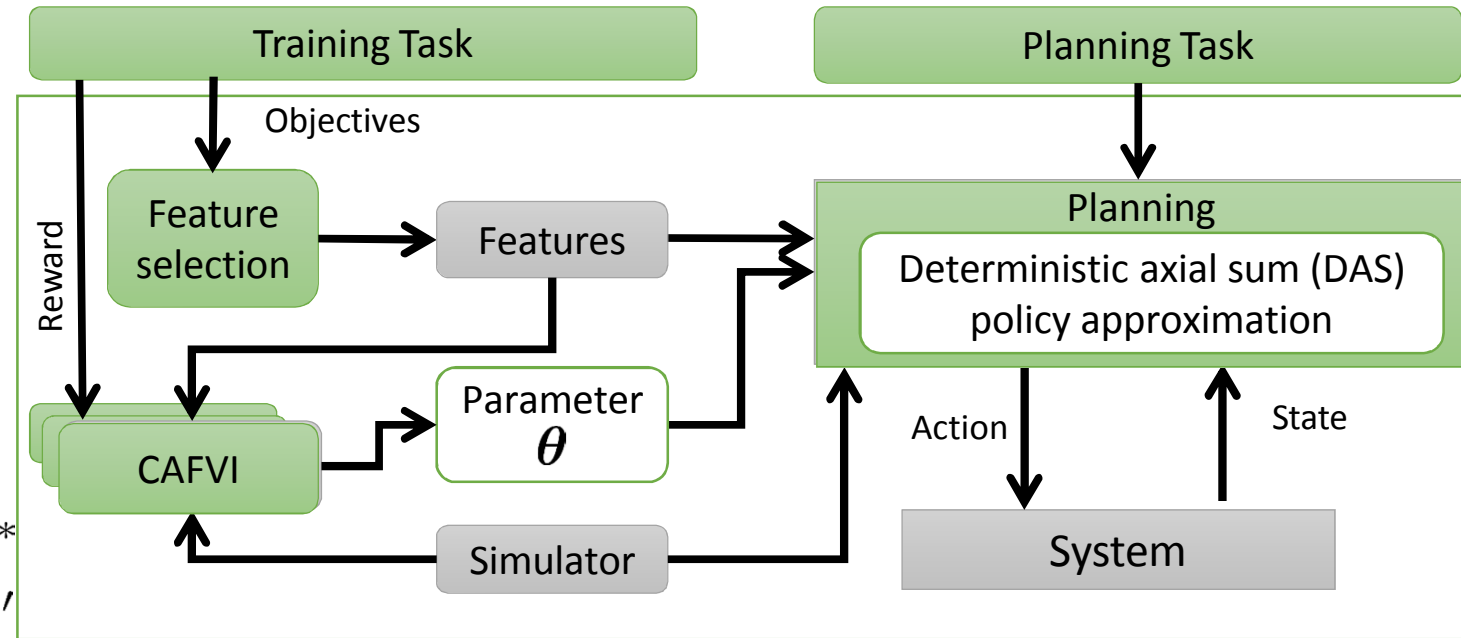 Training Task
Planning Task
Objectives
Reward
Feature
selection
Features
Planning
Deterministic axial sum (DAS)
policy approximation
CAFVI
Parameter
θ
Action
State
Simulator
System
*
,